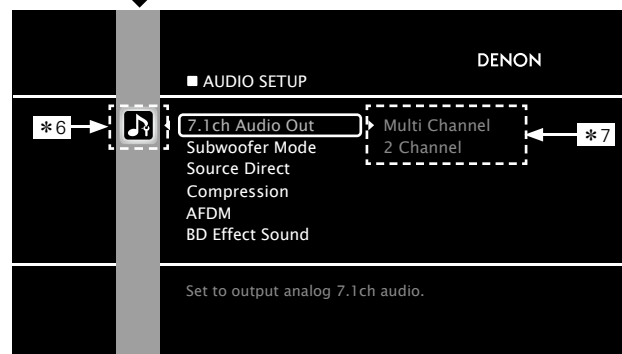 DENON
■ AUDIO SETUP
*6
7.1ch Audio Out
Multi Channel
*7
Subwoofer Mode
2 Channel
Source Direct
Compression
AFDM
BD Effect Sound
Set to output analog 7.1ch audio.